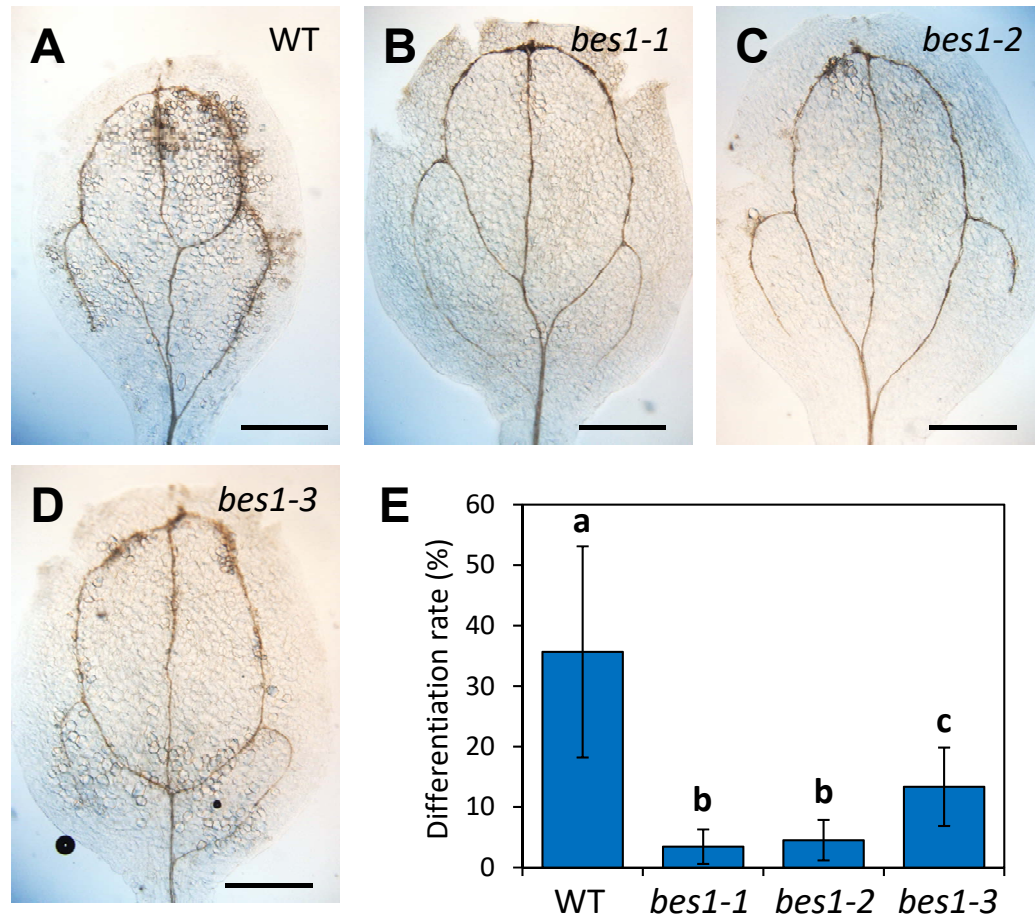 A
WT
B
bes1-1
C
bes1-2
D
bes1-3
E
Differentiation rate (%)
60
50
40
30
20
10
0
a
b
b
c
WT
bes1-1
bes1-2
bes1-3